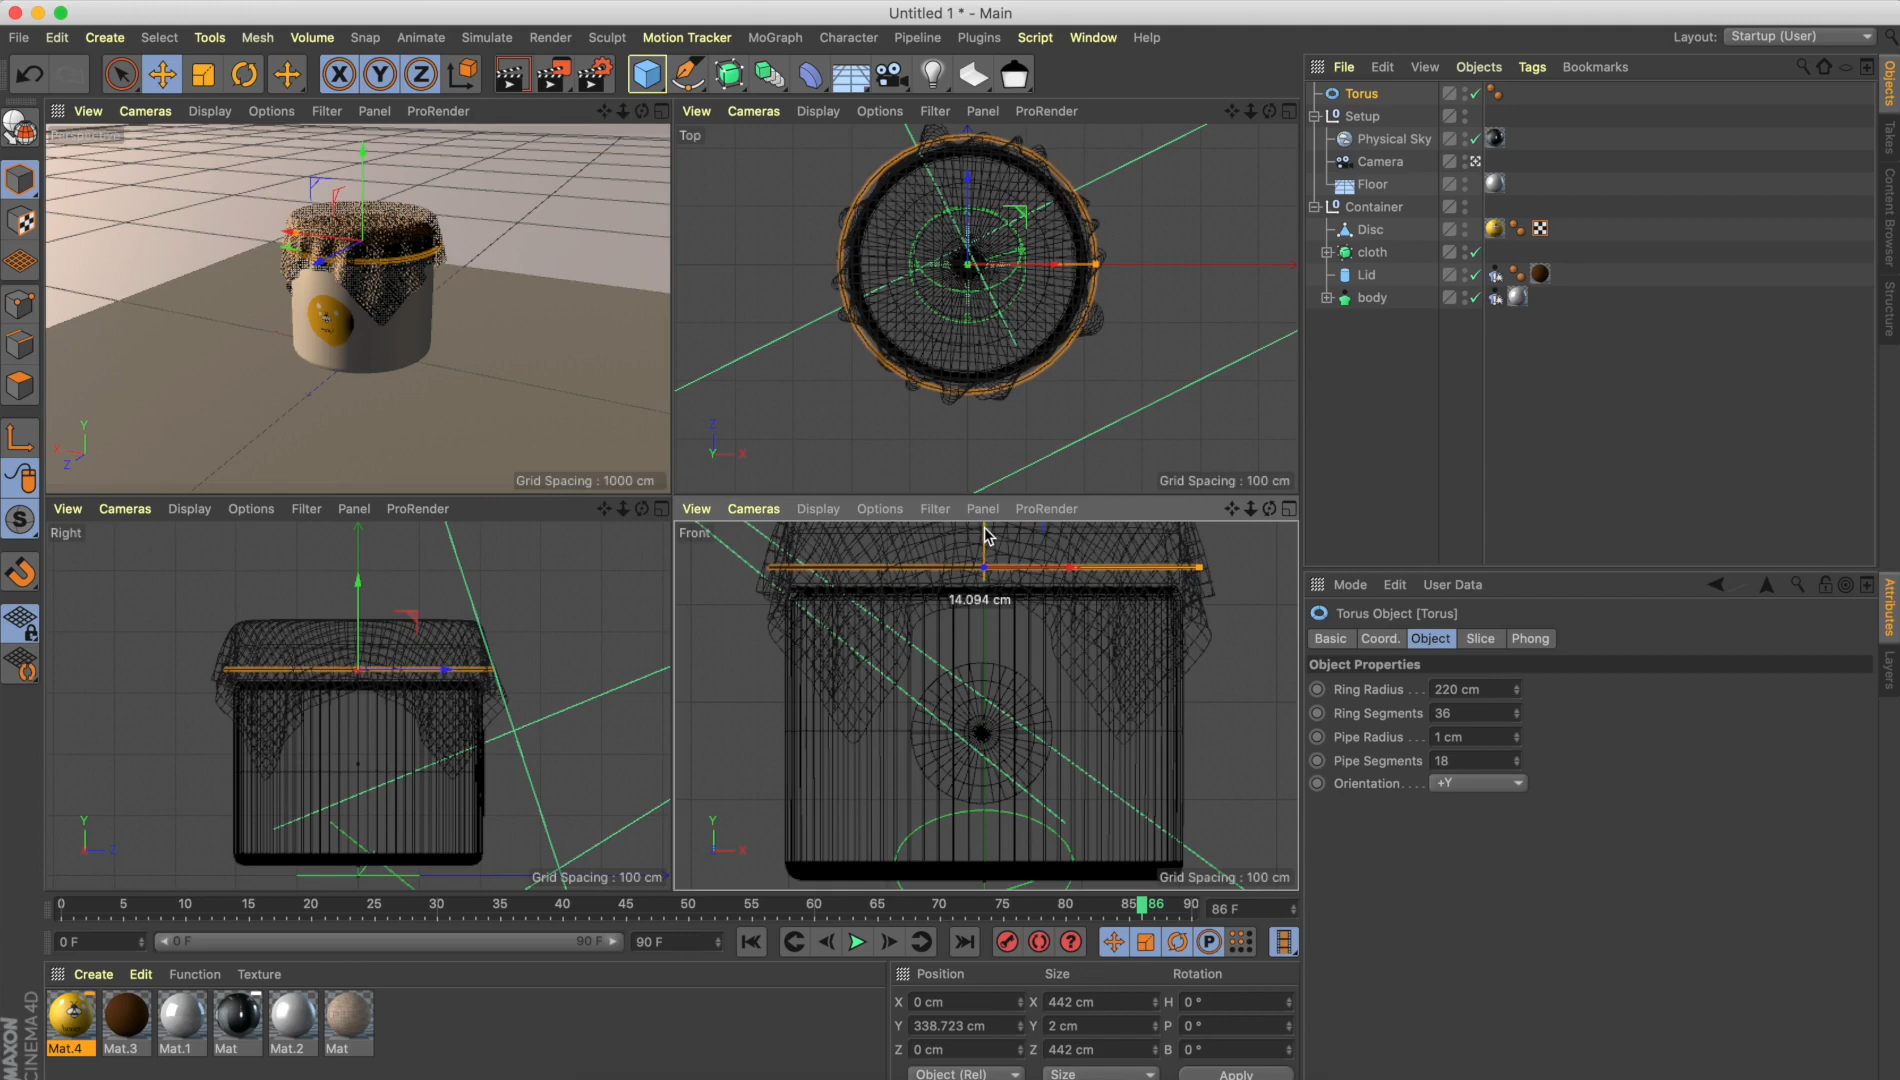 Untitled 1 * - Main
File Edit Create Select Tools Mesh Volume Snap Animate Simulate Render Sculpt Motion Tracker MoGraph Character Pipeline Plugins Script Window Help
Layout: Startup (User)
X Y Z
View Cameras Display Options Filter Panel ProRender
Perspective
Grid Spacing : 1000 cm
Y
X
Z
View Cameras Display Options Filter Panel ProRender
Top
Grid Spacing : 100 cm
Z
Y X
View Cameras Display Options Filter Panel ProRender
Right
Grid Spacing : 100 cm
Y
X Z
View Cameras Display Options Filter Panel ProRender
Front
14.094 cm
Grid Spacing : 100 cm
Y
Z X
File Edit View Objects Tags Bookmarks
Torus
Setup
Physical Sky
Camera
Floor
Container
Disc
cloth
Lid
body
Objects
Takes
Content Browser
Structure
Mode Edit User Data
Torus Object [Torus]
Basic Coord. Object Slice Phong
Object Properties
Ring Radius . . . 220 cm
Ring Segments 36
Pipe Radius . . 1 cm
Pipe Segments 18
Orientation. . . . +Y
Attributes
Layers
0 5 10 15 20 25 30 35 40 45 50 55 60 65 70 75 80 85 86 90
86 F
0 F 0 F 90 F 90 F
P
Create Edit Function Texture
Mat.4 Mat.3 Mat.1 Mat Mat.2 Mat
MAXON
CINEMA4D
Position Size Rotation
X 0 cm X 442 cm H 0 °
Y 338.723 cm Y 2 cm P 0 °
Z 0 cm Z 442 cm B 0 °
Object (Rel) Size Apply